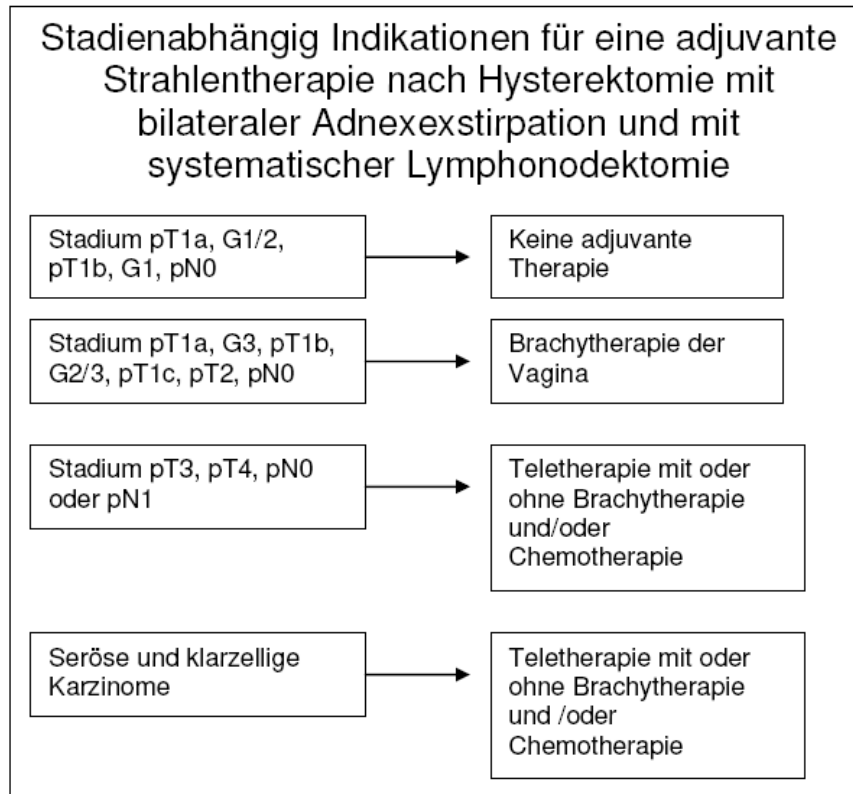 Stadienabhängig Indikationen für eine adjuvante
Strahlentherapie nach Hysterektomie mit
bilateraler Adnexexstirpation und mit
systematischer Lymphonodektomie
Stadium pT1a, G1/2,
pT1b, G1, pN0
Keine adjuvante
Therapie
Stadium pT1a, G3, pT1b,
G2/3, pT1c, pT2, pN0
Brachytherapie der
Vagina
Stadium pT3, pT4, pN0
oder pN1
Teletherapie mit oder
ohne Brachytherapie
und/oder
Chemotherapie
Seröse und klarzellige
Karzinome
Teletherapie mit oder
ohne Brachytherapie
und /oder
Chemotherapie